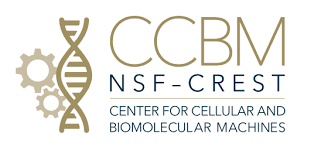 CCBM
NSF–CREST
CENTER FOR CELLULAR AND
BIOMOLECULAR MACHINES